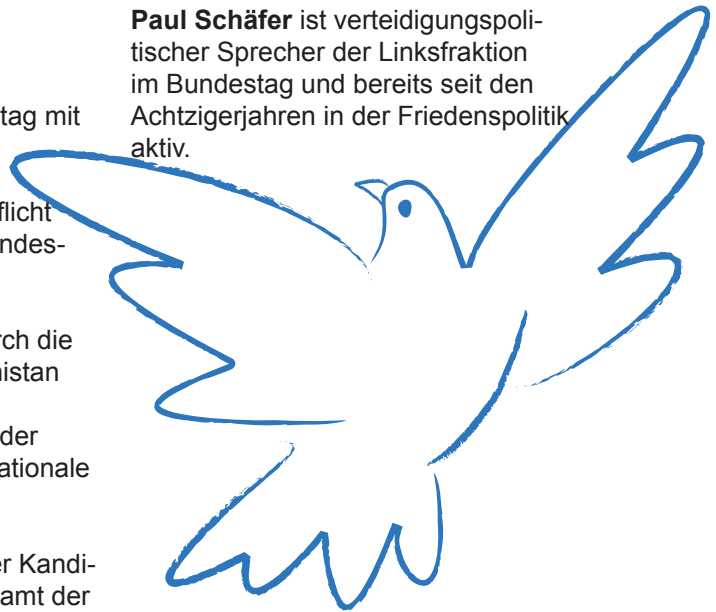 tag mit
flicht
ndes-
rch die
nistan
der
ationale
er Kandi-
amt der
Paul Schäfer ist verteidigungspoli-
tischer Sprecher der Linksfraktion
im Bundestag und bereits seit den
Achtzigerjahren in der Friedenspolitik
aktiv.